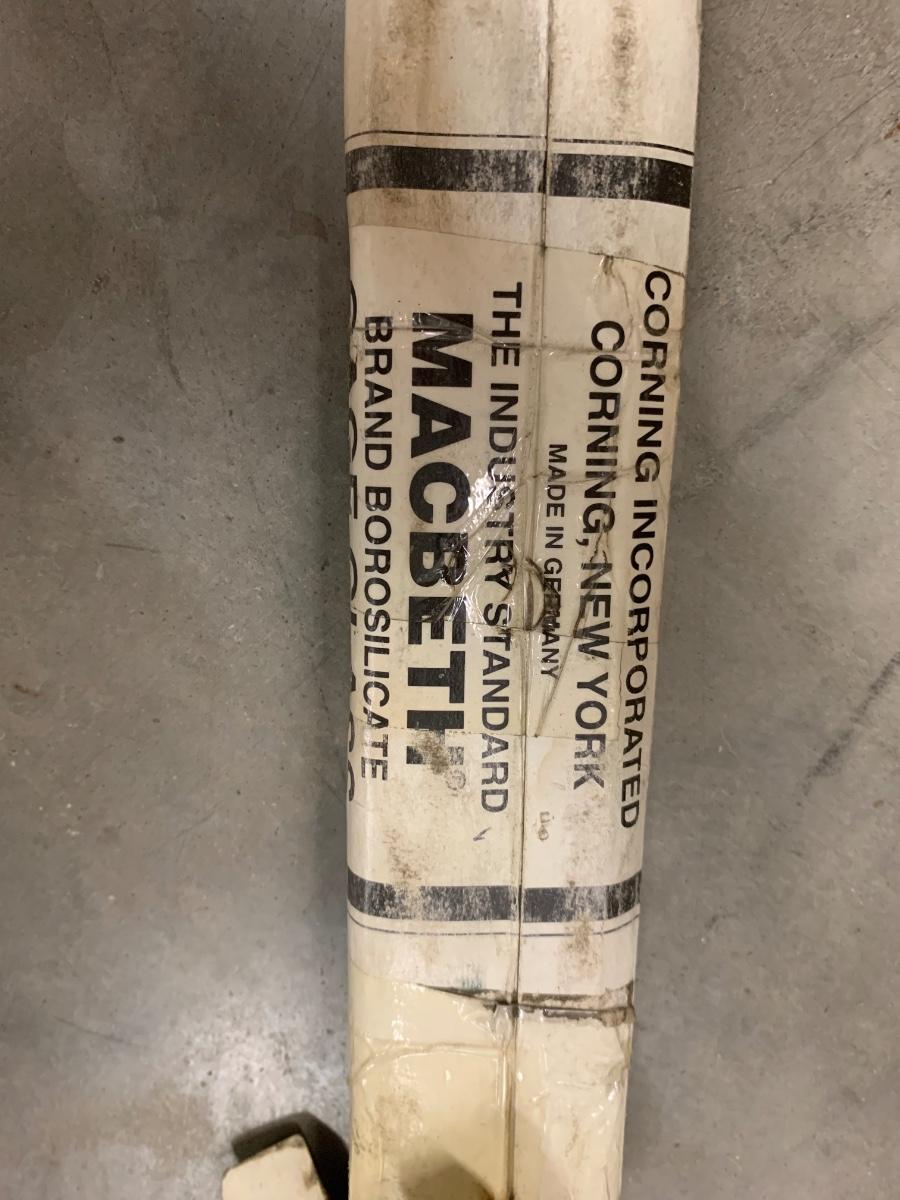 CORNING INCORPORATED
CORNING, NEW YORK
MADE IN GERMANY
THE INDUSTRY STANDARD
MACBETH®
BRAND BOROSILICATE